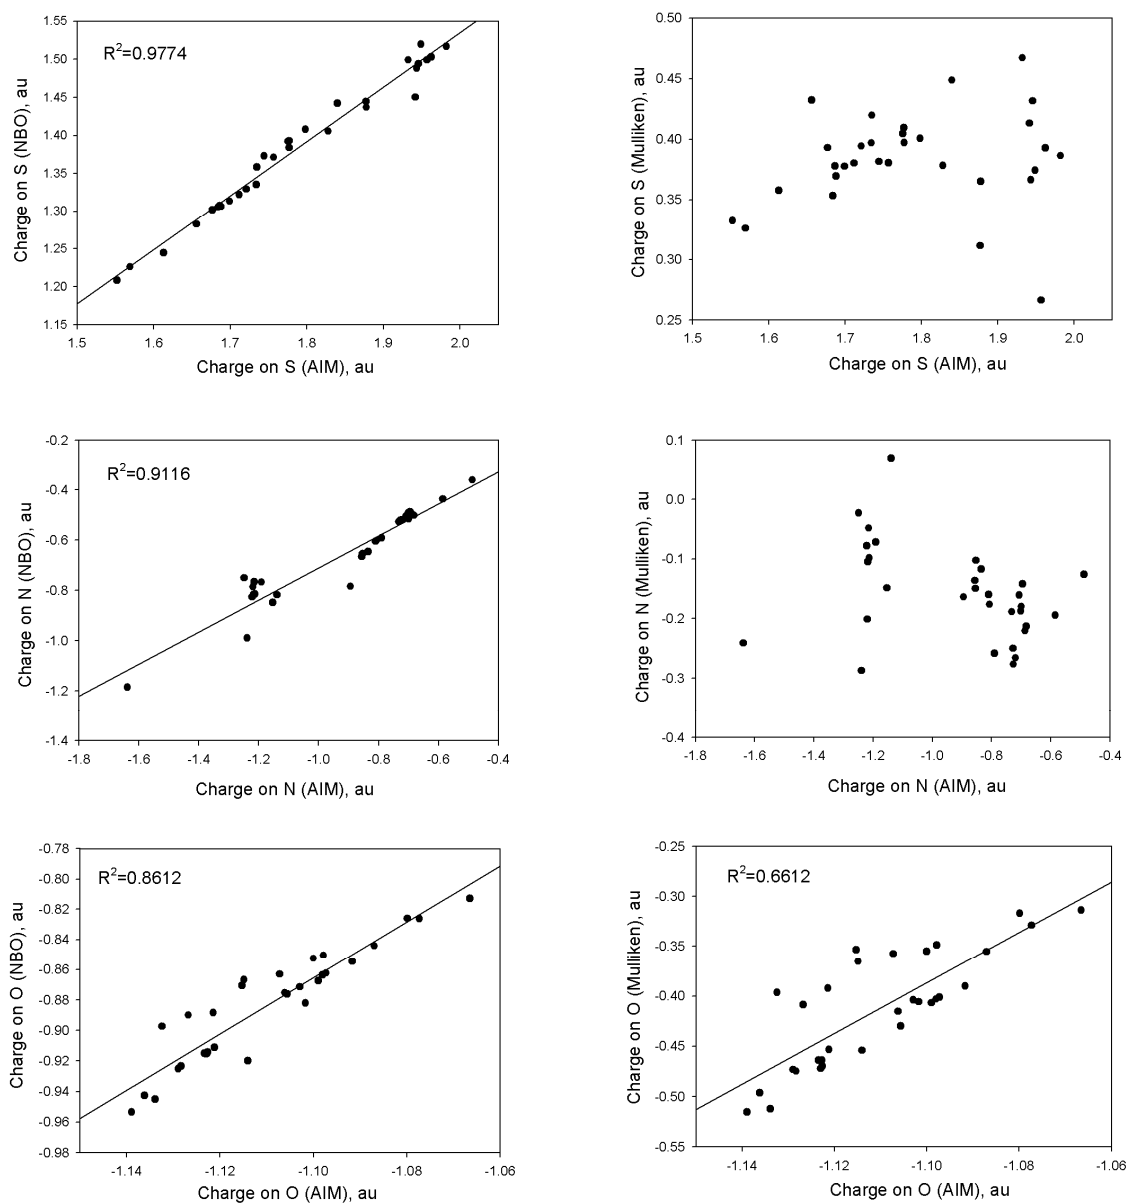 R²=0.9774
1.55
1.50
1.45
1.40
1.35
1.30
1.25
1.20
1.15
Charge on S (NBO), au
1.5 1.6 1.7 1.8 1.9 2.0
Charge on S (AIM), au
0.50
0.45
0.40
0.35
0.30
0.25
Charge on S (Mulliken), au
1.5 1.6 1.7 1.8 1.9 2.0
Charge on S (AIM), au
R²=0.9116
-0.2
-0.4
-0.6
-0.8
-1.0
-1.2
-1.4
Charge on N (NBO), au
-1.8 -1.6 -1.4 -1.2 -1.0 -0.8 -0.6 -0.4
Charge on N (AIM), au
0.1
0.0
-0.1
-0.2
-0.3
-0.4
Charge on N (Mulliken), au
-1.8 -1.6 -1.4 -1.2 -1.0 -0.8 -0.6 -0.4
Charge on N (AIM), au
R²=0.8612
-0.78
-0.80
-0.82
-0.84
-0.86
-0.88
-0.90
-0.92
-0.94
-0.96
-0.98
Charge on O (NBO), au
-1.14 -1.12 -1.10 -1.08 -1.06
Charge on O (AIM), au
R²=0.6612
-0.25
-0.30
-0.35
-0.40
-0.45
-0.50
-0.55
Charge on O (Mulliken), au
-1.14 -1.12 -1.10 -1.08 -1.06
Charge on O (AIM), au